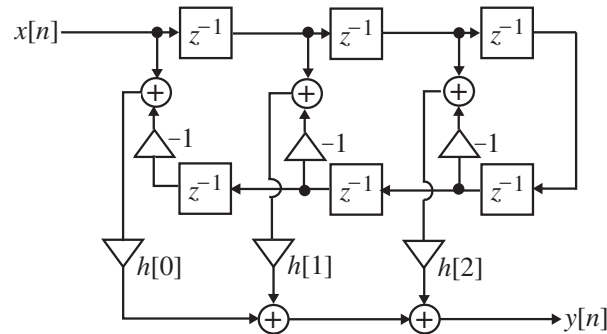 x[n]
z⁻¹ z⁻¹ z⁻¹
+ + +
−1 −1 −1
z⁻¹ z⁻¹ z⁻¹
h[0] h[1] h[2]
+ + y[n]